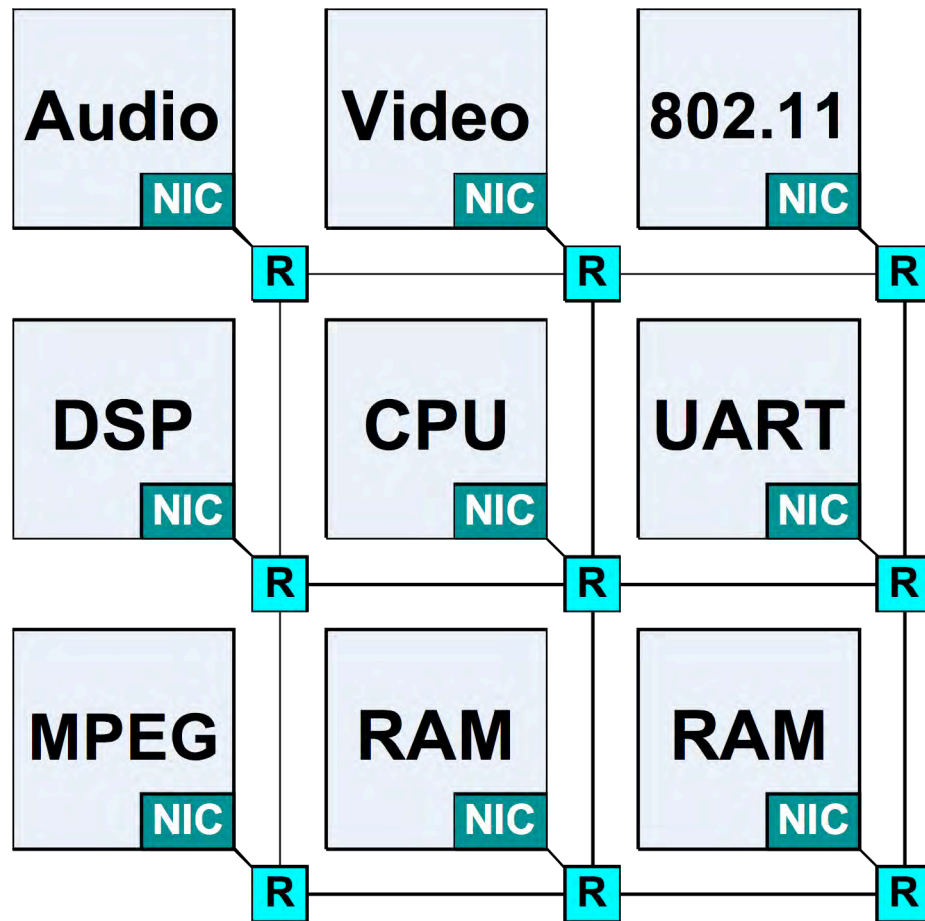 Audio
NIC
R
Video
NIC
R
802.11
NIC
R
DSP
NIC
R
CPU
NIC
R
UART
NIC
R
MPEG
NIC
R
RAM
NIC
R
RAM
NIC
R